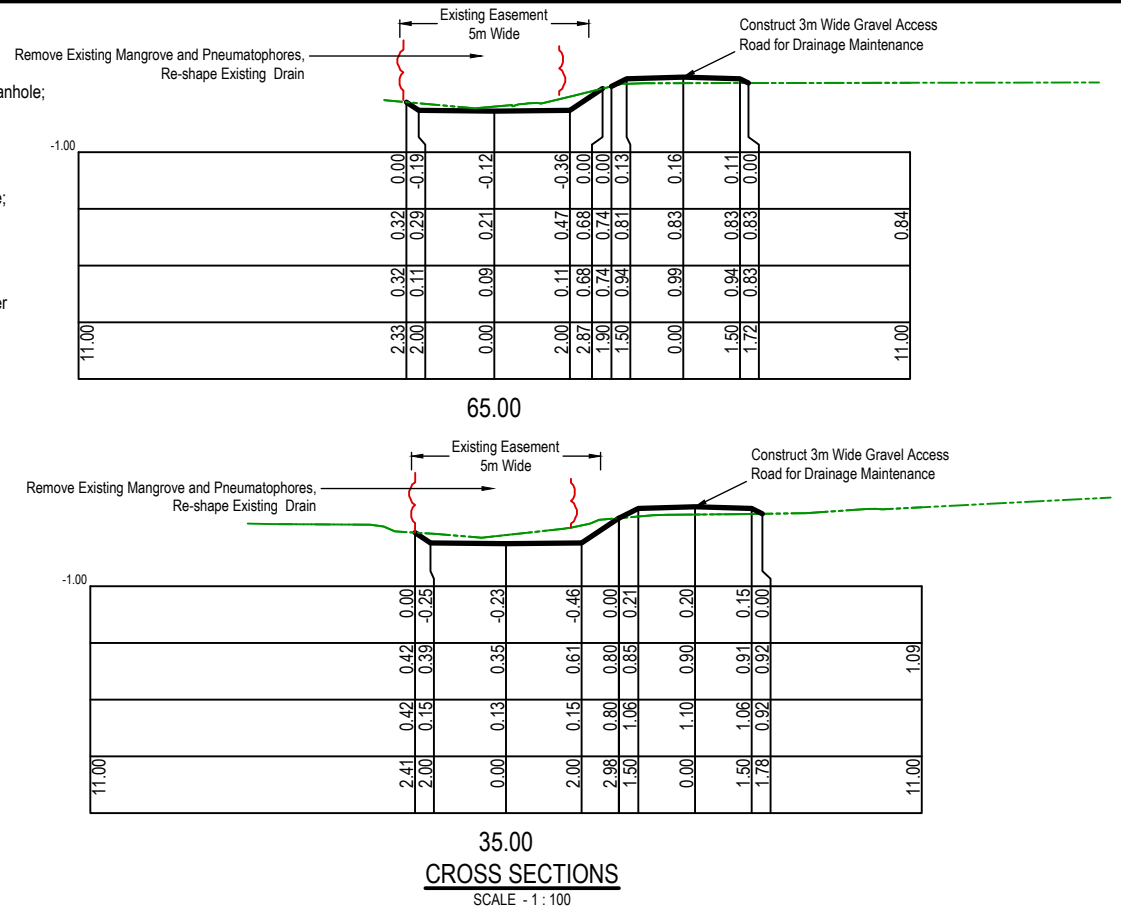 Existing Easement
5m Wide
Construct 3m Wide Gravel Access
Road for Drainage Maintenance
Remove Existing Mangrove and Pneumatophores,
Re-shape Existing Drain
anhole;
e;
er
-1.00
0.00 -0.19 -0.12 -0.36 0.00 0.00 0.13 0.16 0.11 0.00
0.32 0.29 0.21 0.47 0.68 0.74 0.81 0.83 0.83 0.83 0.84
0.32 0.11 0.09 0.11 0.68 0.74 0.94 0.99 0.94 0.83
11.00 2.33 2.00 0.00 2.00 2.87 1.90 1.50 0.00 1.50 1.72 11.00
65.00
Existing Easement
5m Wide
Construct 3m Wide Gravel Access
Road for Drainage Maintenance
Remove Existing Mangrove and Pneumatophores,
Re-shape Existing Drain
-1.00
0.00 -0.25 -0.23 -0.46 0.00 0.21 0.20 0.15 0.00
0.42 0.39 0.35 0.61 0.80 0.85 0.90 0.91 0.92 1.09
0.42 0.15 0.13 0.15 0.80 1.06 1.10 1.06 0.92
11.00 2.41 2.00 0.00 2.00 2.98 1.50 0.00 1.50 1.78 11.00
35.00
CROSS SECTIONS
SCALE - 1 : 100